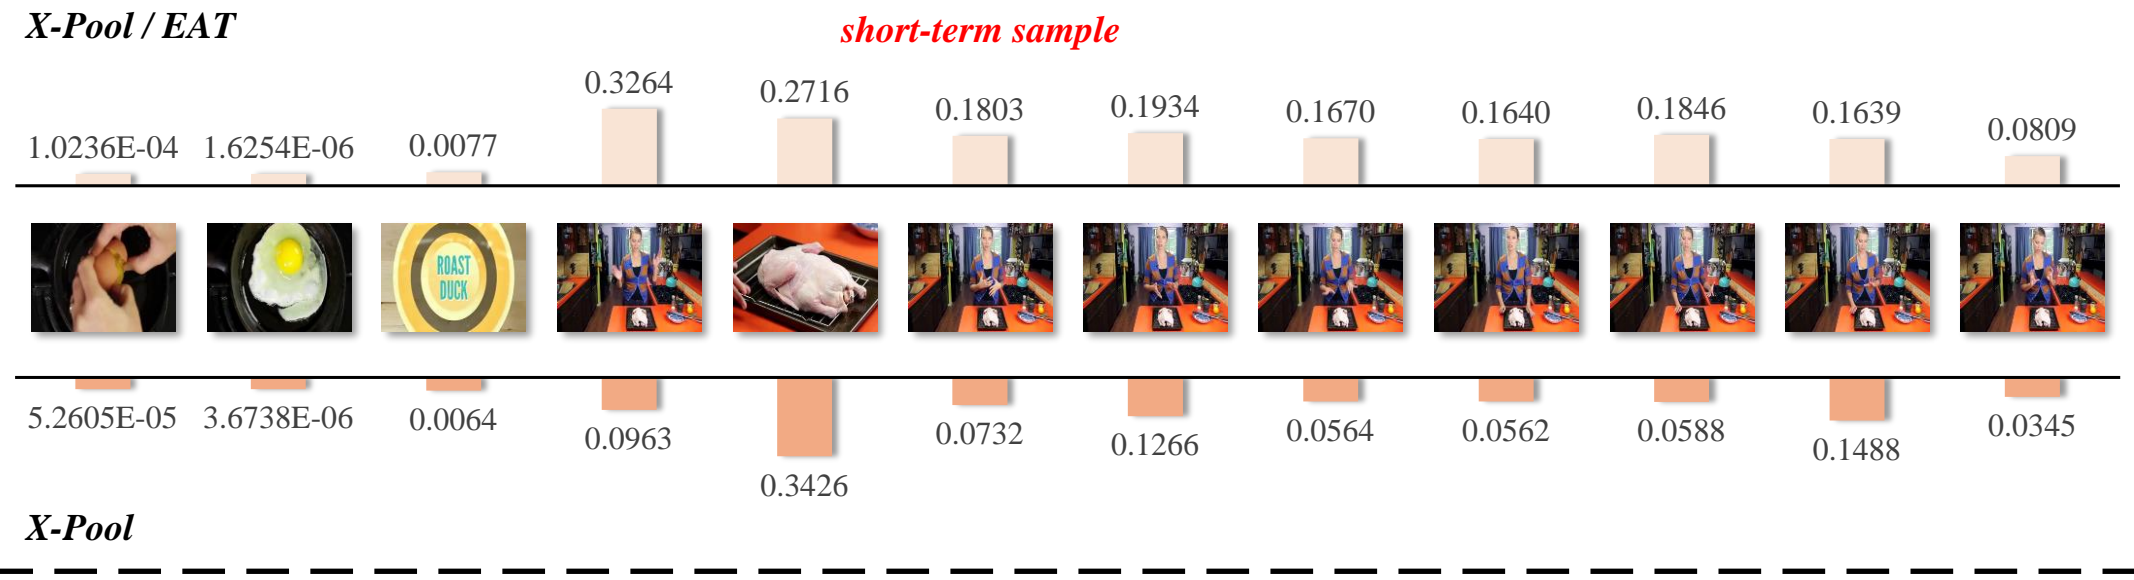 X-Pool / EAT
short-term sample
0.3264
0.2716
0.1803
0.1934
0.1670
0.1640
0.1846
0.1639
0.0809
1.0236E-04
1.6254E-06
0.0077
ROAST
DUCK
5.2605E-05
3.6738E-06
0.0064
0.0963
0.3426
0.0732
0.1266
0.0564
0.0562
0.0588
0.1488
0.0345
X-Pool